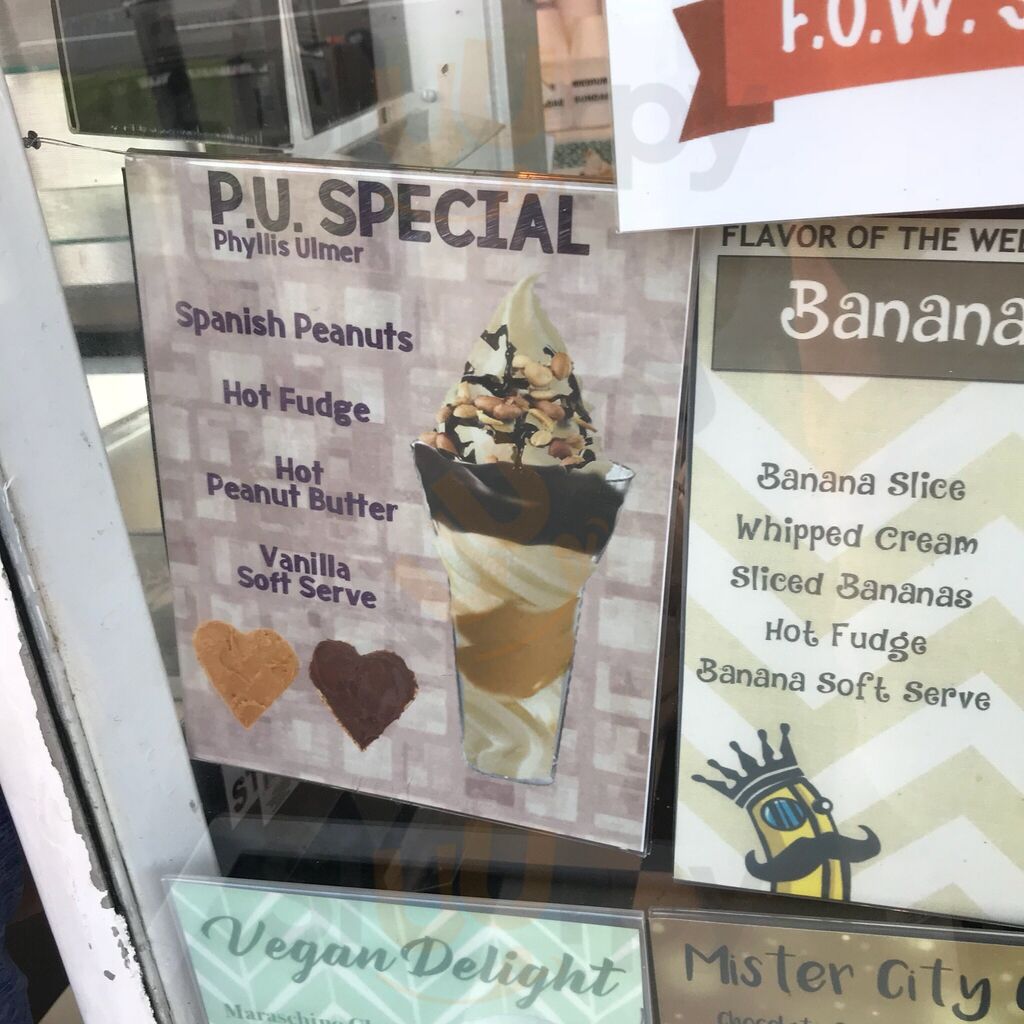 F.O.W.
P.U. SPECIAL
Phyllis Ulmer
Spanish Peanuts
Hot Fudge
Hot
Peanut Butter
Vanilla
Soft Serve
FLAVOR OF THE
Banana
Banana Slice
Whipped Cream
Sliced Bananas
Hot Fudge
Banana Soft Serve
Vegan Delight
Mister City